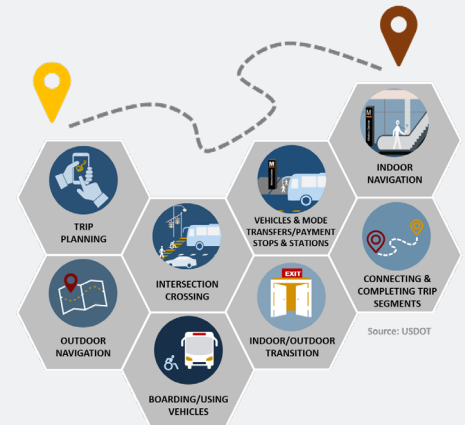 TRIP
PLANNING
OUTDOOR
NAVIGATION
INTERSECTION
CROSSING
BOARDING/USING
VEHICLES
M
VEHICLES & MODE
TRANSFERS/PAYMENT
STOPS & STATIONS
EXIT
INDOOR/OUTDOOR
TRANSITION
M
INDOOR
NAVIGATION
CONNECTING &
COMPLETING TRIP
SEGMENTS
Source: USDOT